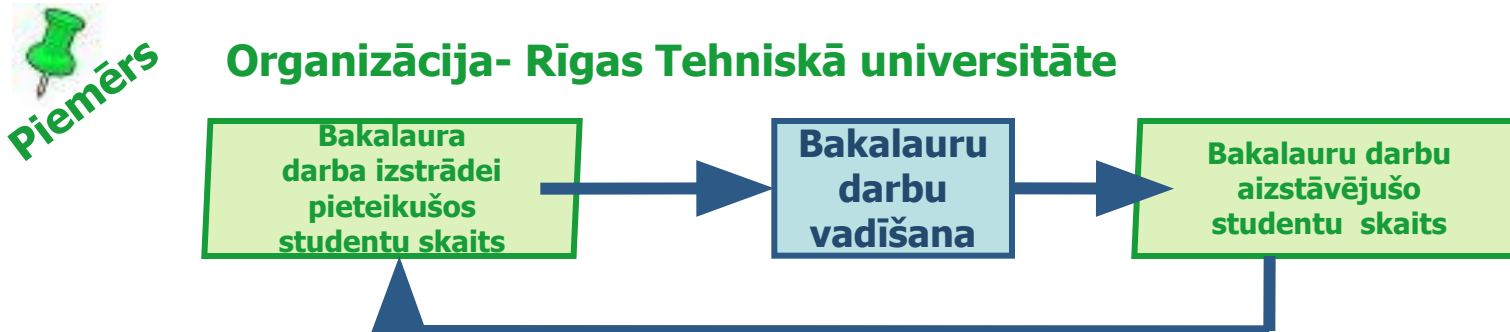 Piemērs
Organizācija- Rīgas Tehniskā universitāte
Bakalaura
darba izstrādei
pieteikušos
studentu skaits
Bakalauru
darbu
vadīšana
Bakalauru darbu
aizstāvējušo
studentu skaits